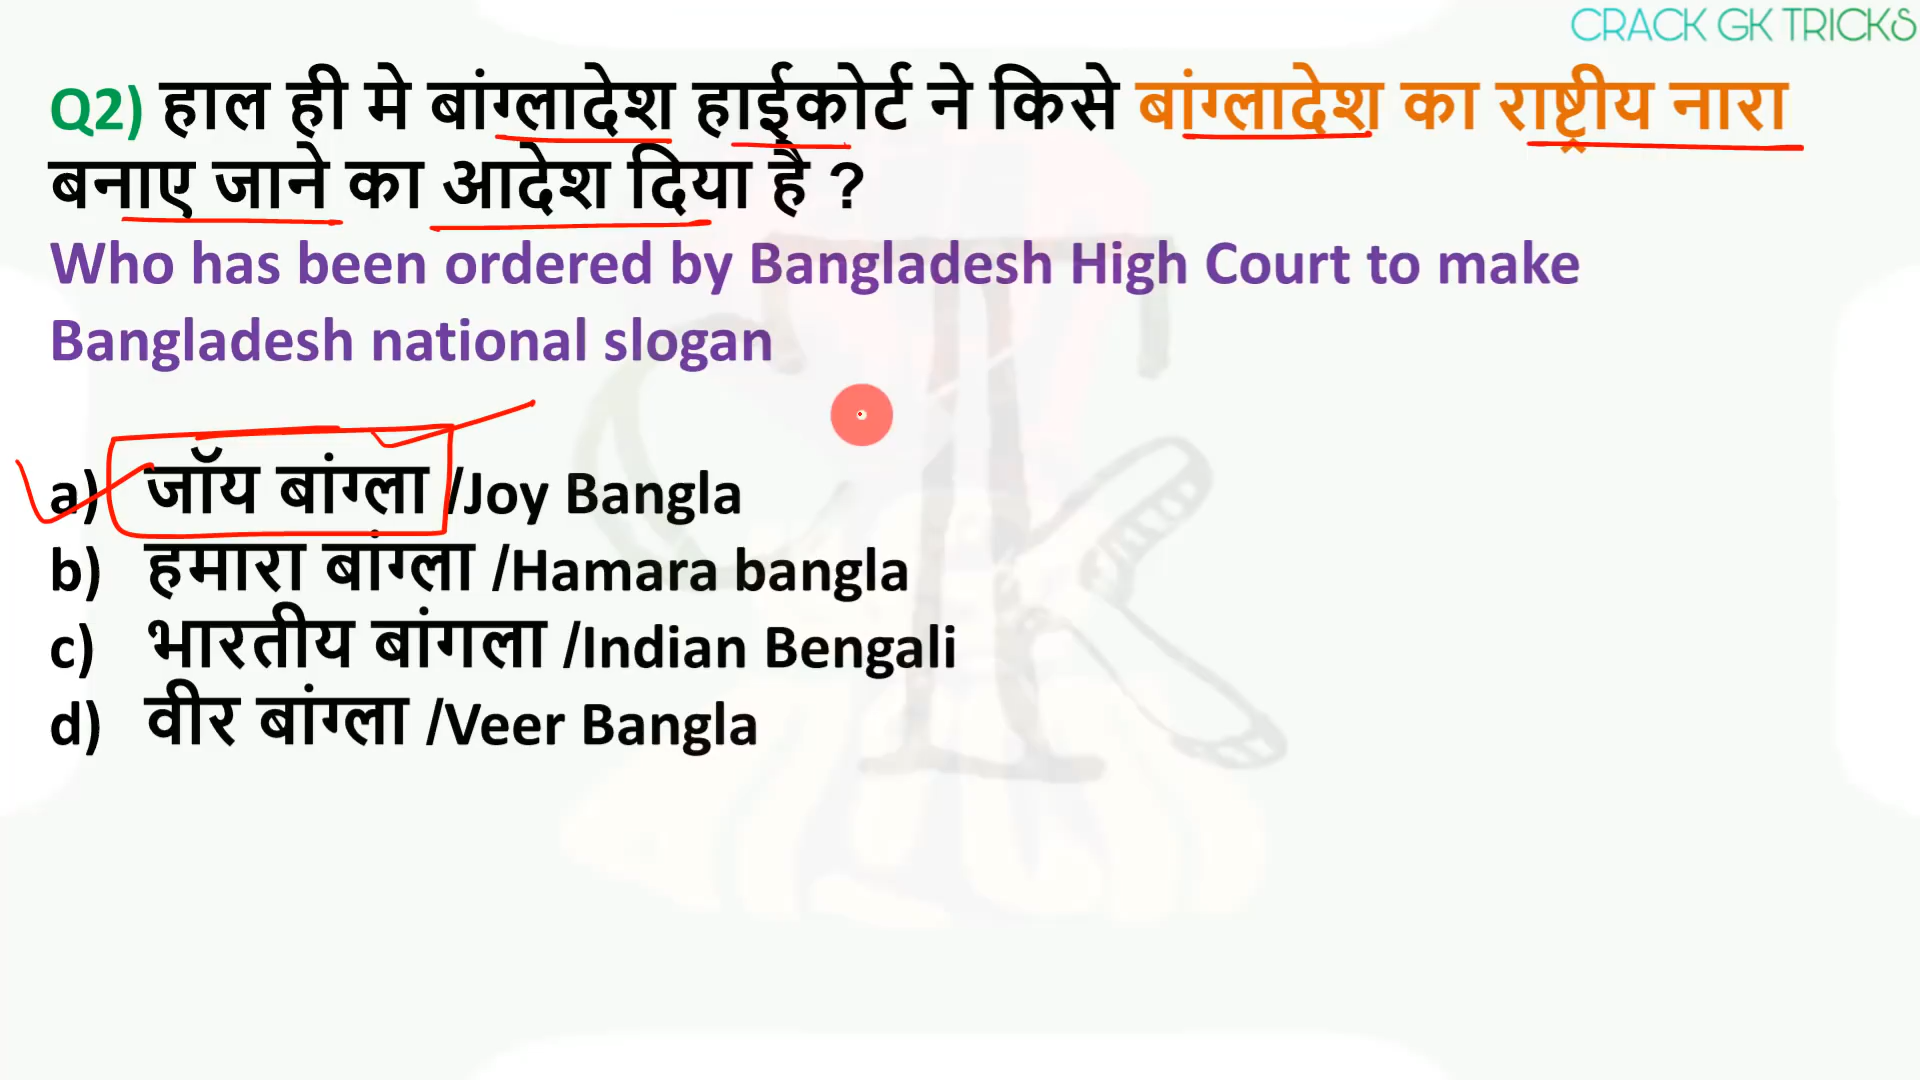 CRACK GK TRICKS
Q2) हाल ही मे बांग्लादेश हाईकोर्ट ने किसे बांग्लादेश का राष्ट्रीय नारा
बनाए जाने का आदेश दिया है ?
Who has been ordered by Bangladesh High Court to make
Bangladesh national slogan
a) जॉय बांग्ला /Joy Bangla
b) हमारा बांग्ला /Hamara bangla
c) भारतीय बांगला /Indian Bengali
d) वीर बांग्ला /Veer Bangla